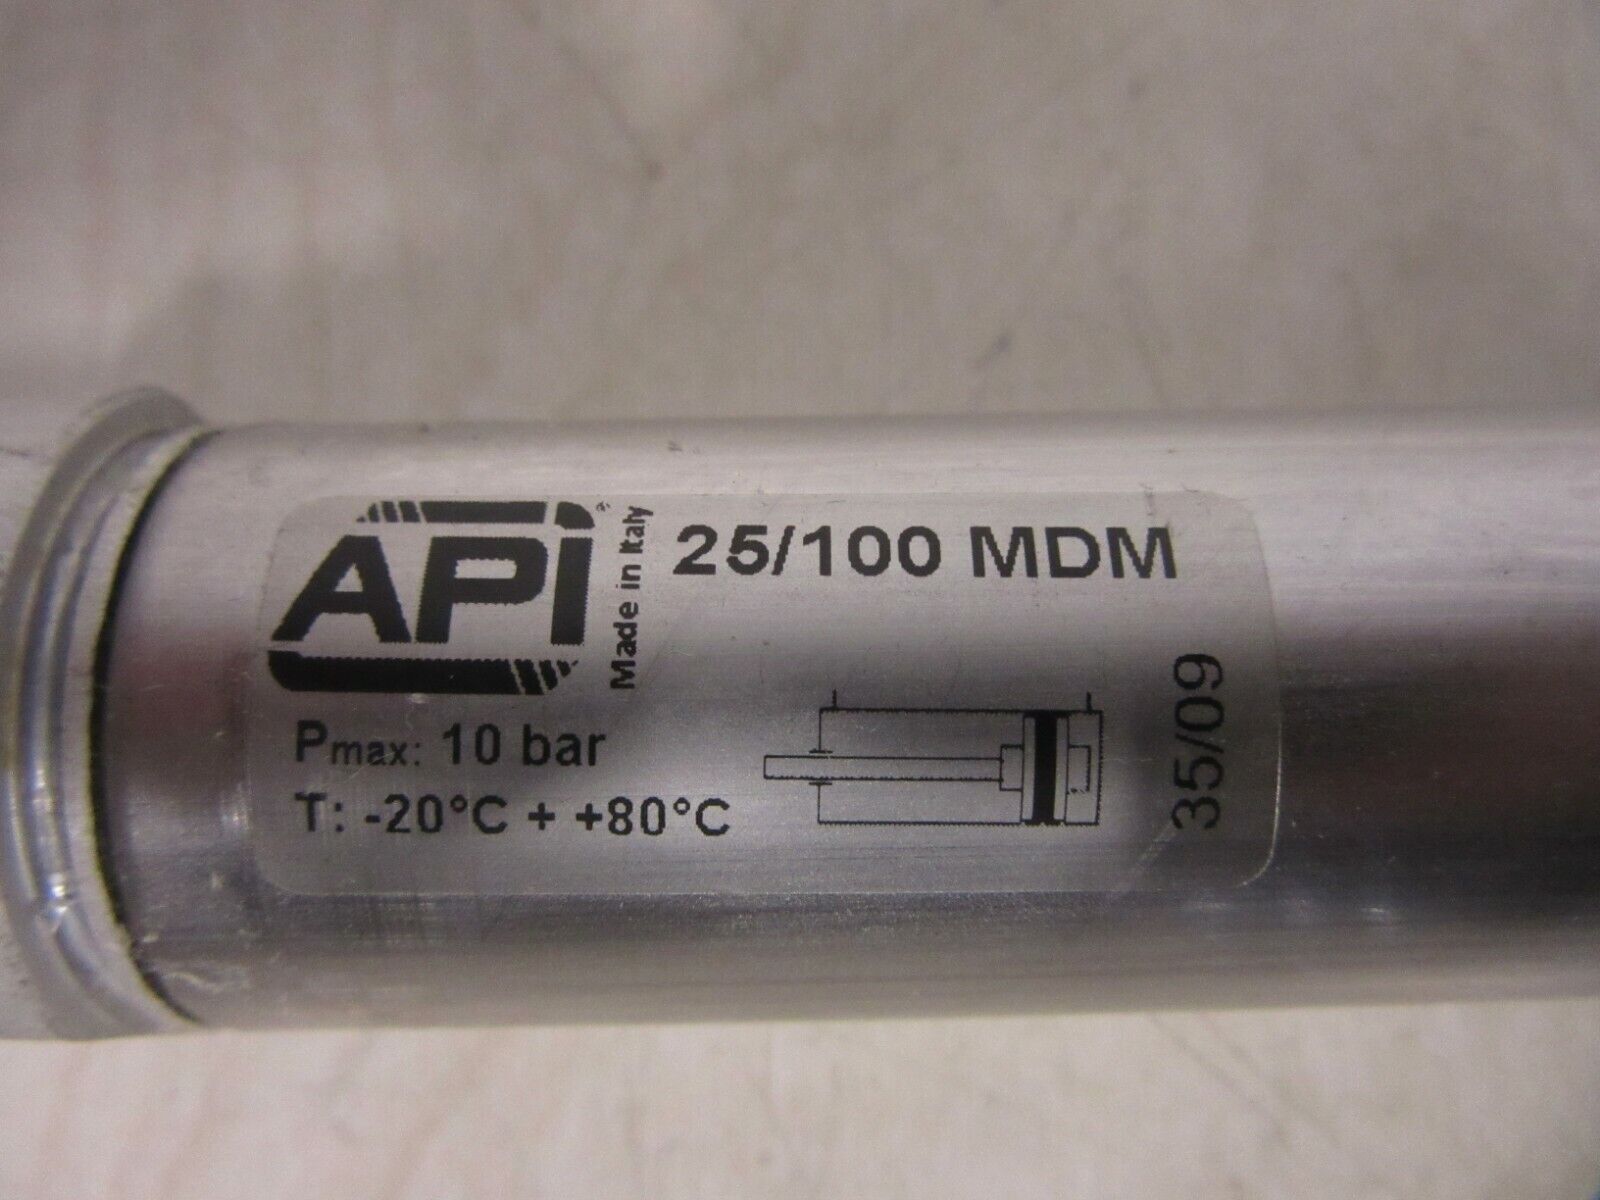 API®
Made in Italy
25/100 MDM
Pmax: 10 bar
T: -20°C + +80°C
35/09